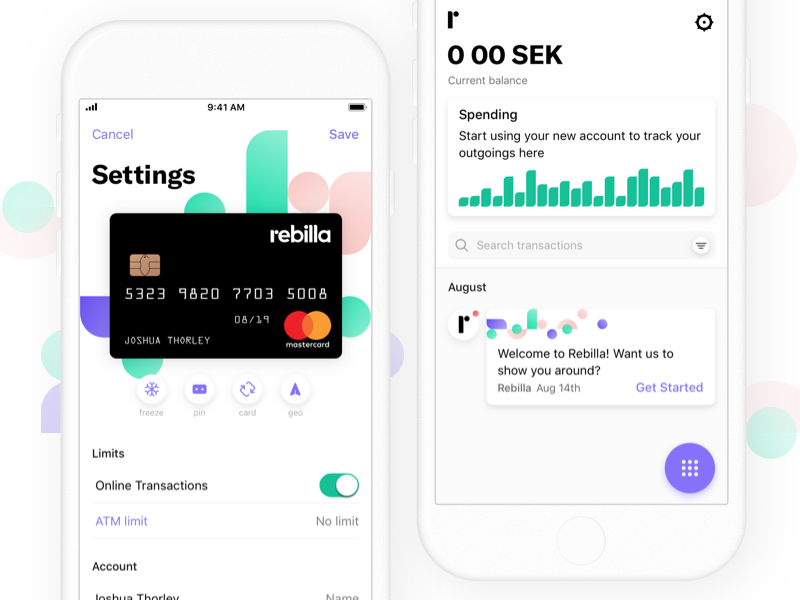 9:41 AM
Cancel
Save
Settings
rebilla
5323 9820 7703 5008
08/19
JOSHUA THORLEY
mastercard
freeze
pin
card
geo
Limits
Online Transactions
ATM limit
No limit
Account
Joshua Thorley
Name
r
0 00 SEK
Current balance
Spending
Start using your new account to track your
outgoings here
Search transactions
August
r
Welcome to Rebilla! Want us to
show you around?
Rebilla Aug 14th
Get Started